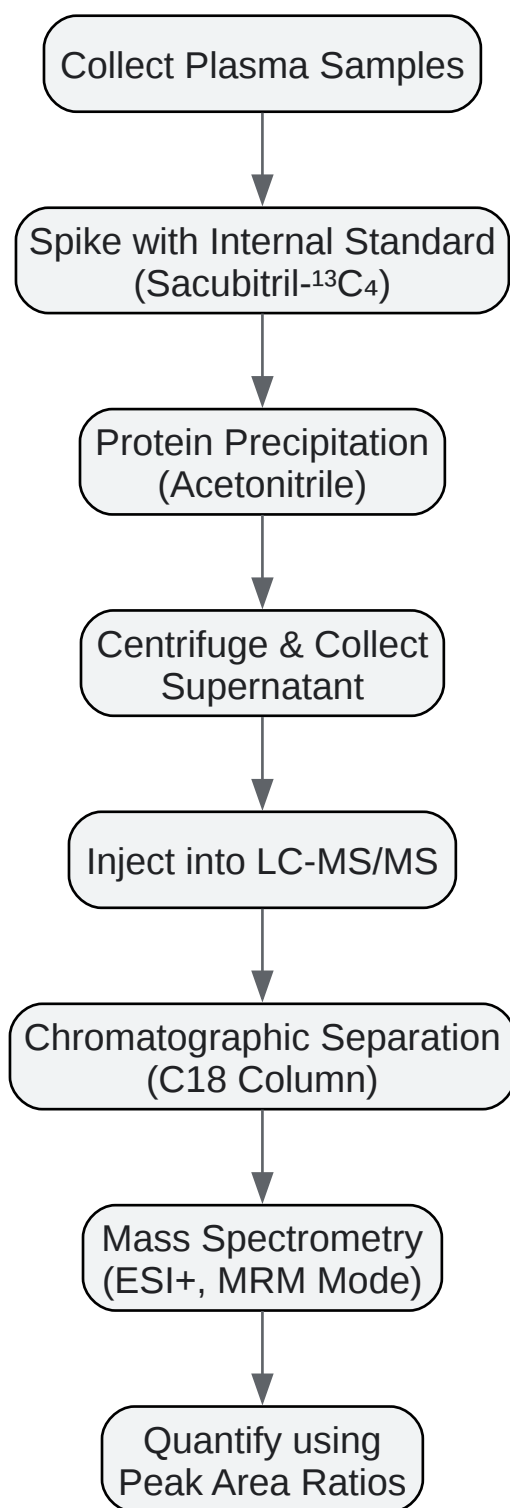 Collect Plasma Samples
Spike with Internal Standard
(Sacubitril-¹³C₄)
Protein Precipitation
(Acetonitrile)
Centrifuge & Collect
Supernatant
Inject into LC-MS/MS
Chromatographic Separation
(C18 Column)
Mass Spectrometry
(ESI+, MRM Mode)
Quantify using
Peak Area Ratios